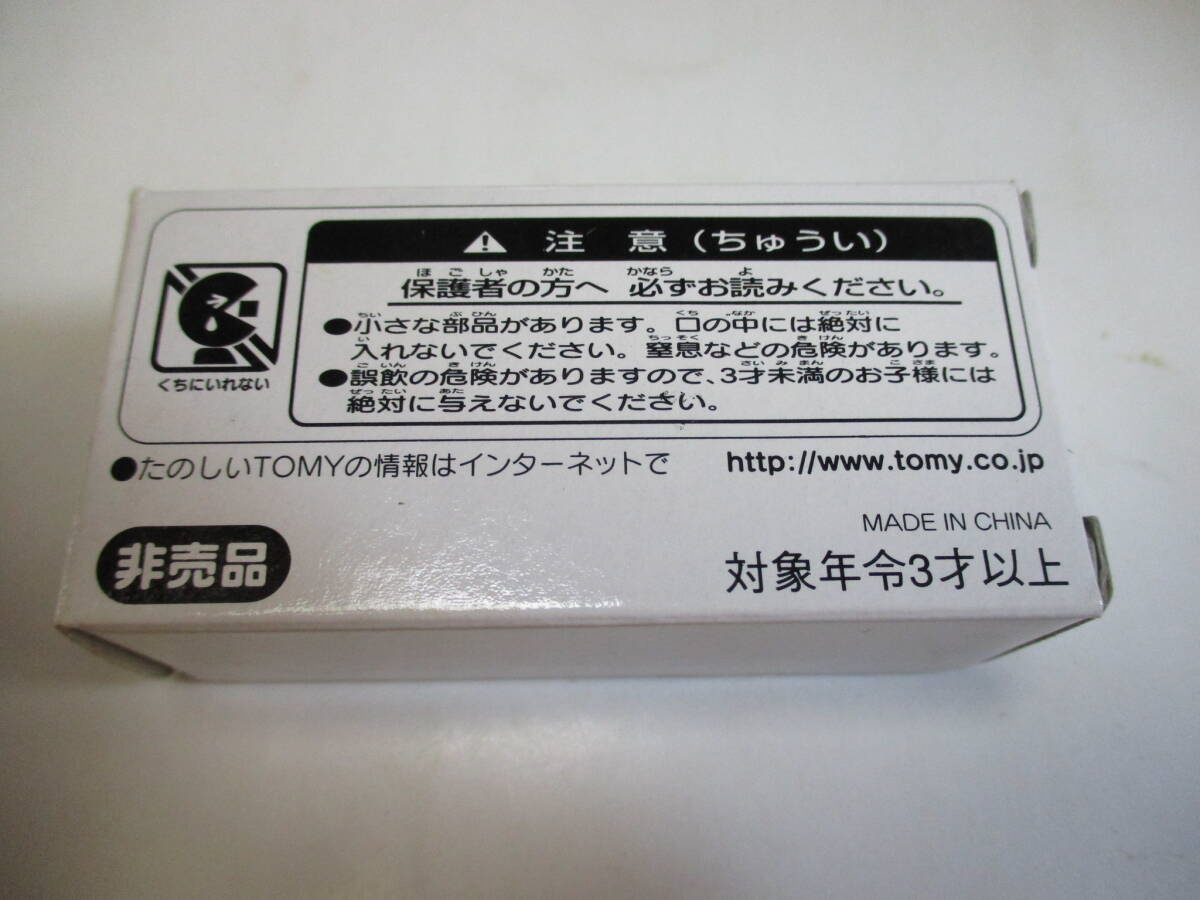 ⚠ 注意（ちゅうい）
ほごしゃ かた かなら よ
保護者の方へ 必ずお読みください。
ちい ぶひん くち なか ぜったい
●小さな部品があります。口の中には絶対に
い ちっそく きけん
入れないでください。窒息などの危険があります。
ごいん きけん さいみまん こさま
●誤飲の危険がありますので、3才未満のお子様には
ぜったい あた
絶対に与えないでください。
くちにいれない
●たのしいTOMYの情報はインターネットで http://www.tomy.co.jp
MADE IN CHINA
非売品
対象年令3才以上